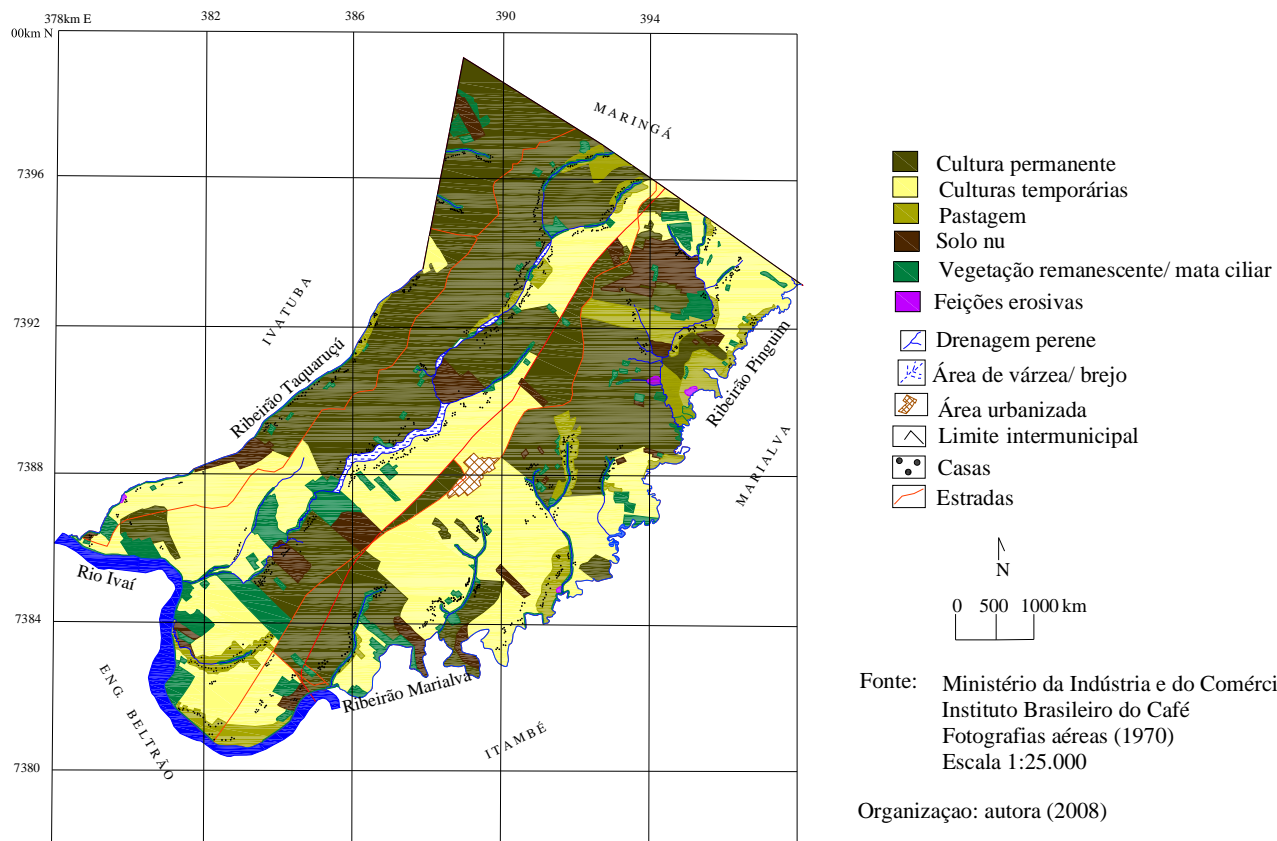 378km E
382
386
390
394
00km N
MARINGÁ
7396
IVATUBA
7392
Ribeirão Taquaruçú
Ribeirão Pinguim
MARIALVA
7388
Rio Ivaí
7384
ENG. BELTRÃO
Ribeirão Marialva
ITAMBÉ
7380
Cultura permanente
Culturas temporárias
Pastagem
Solo nu
Vegetação remanescente/ mata ciliar
Feições erosivas
Drenagem perene
Área de várzea/ brejo
Área urbanizada
Limite intermunicipal
Casas
Estradas
N
0 500 1000 km
Fonte: Ministério da Indústria e do Comérci
Instituto Brasileiro do Café
Fotografias aéreas (1970)
Escala 1:25.000
Organizaçao: autora (2008)